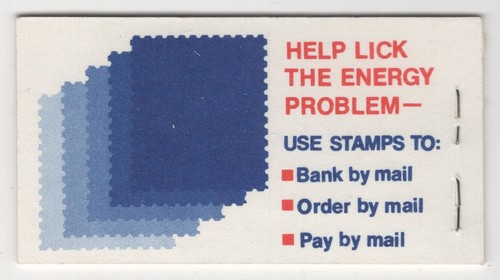 HELP LICK
THE ENERGY
PROBLEM—
USE STAMPS TO:
Bank by mail
Order by mail
Pay by mail